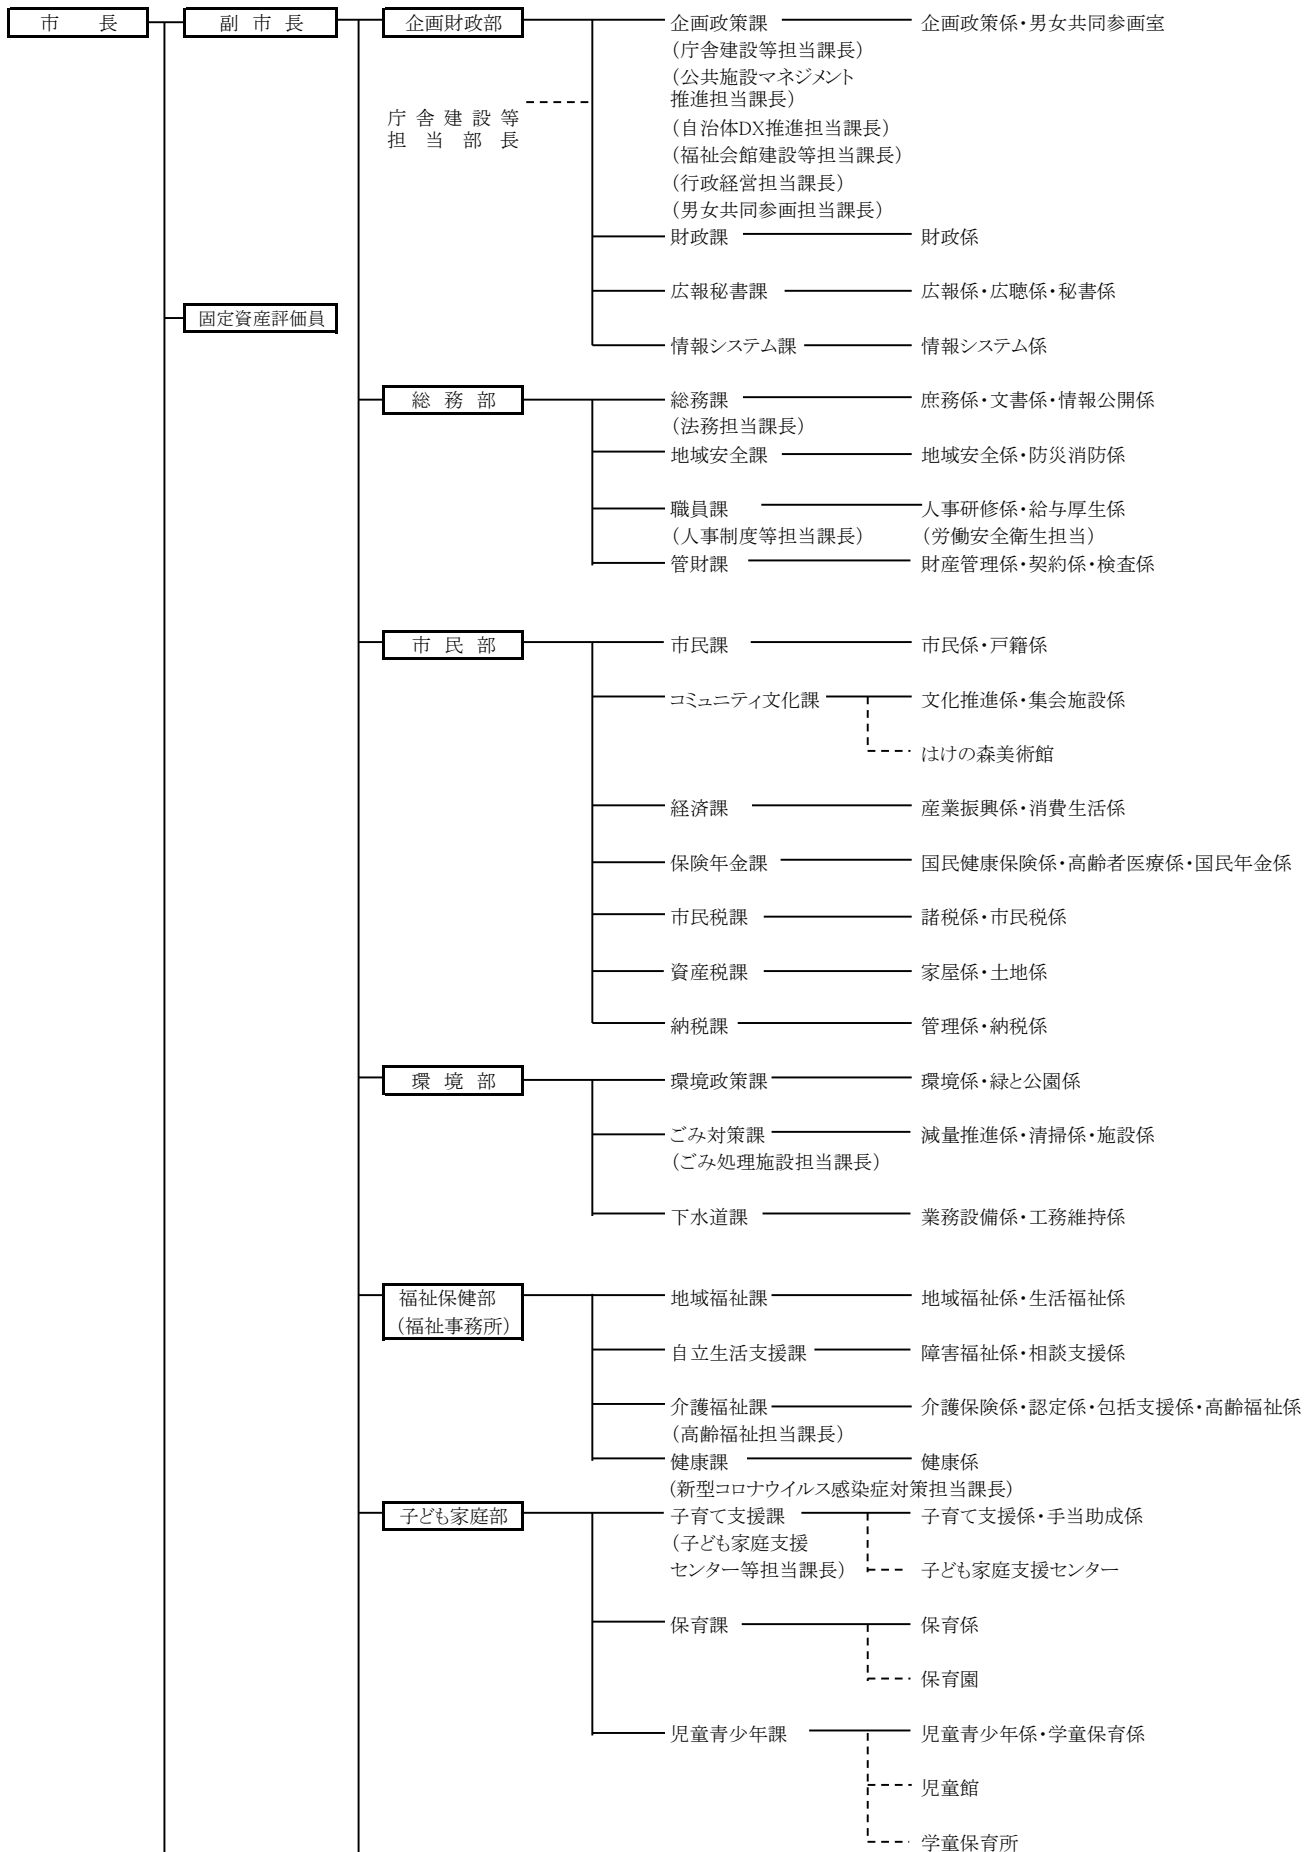 市　長 副 市 長 企画財政部 企画政策課 企画政策係・男女共同参画室
（庁舎建設等担当課長）
（公共施設マネジメント
推進担当課長）
庁舎建設等
担当部長
（自治体DX推進担当課長）
（福祉会館建設等担当課長）
（行政経営担当課長）
（男女共同参画担当課長）
財政課 財政係
広報秘書課 広報係・広聴係・秘書係
固定資産評価員
情報システム課 情報システム係
総 務 部 総務課 庶務係・文書係・情報公開係
（法務担当課長）
地域安全課 地域安全係・防災消防係
職員課 人事研修係・給与厚生係
（人事制度等担当課長） （労働安全衛生担当）
管財課 財産管理係・契約係・検査係
市 民 部 市民課 市民係・戸籍係
コミュニティ文化課 文化推進係・集会施設係
はけの森美術館
経済課 産業振興係・消費生活係
保険年金課 国民健康保険係・高齢者医療係・国民年金係
市民税課 諸税係・市民税係
資産税課 家屋係・土地係
納税課 管理係・納税係
環 境 部 環境政策課 環境係・緑と公園係
ごみ対策課 減量推進係・清掃係・施設係
（ごみ処理施設担当課長）
下水道課 業務設備係・工務維持係
福祉保健部 地域福祉課 地域福祉係・生活福祉係
（福祉事務所）
自立生活支援課 障害福祉係・相談支援係
介護福祉課 介護保険係・認定係・包括支援係・高齢福祉係
（高齢福祉担当課長）
健康課 健康係
（新型コロナウイルス感染症対策担当課長）
子ども家庭部 子育て支援課 子育て支援係・手当助成係
（子ども家庭支援
センター等担当課長） 子ども家庭支援センター
保育課 保育係
保育園
児童青少年課 児童青少年係・学童保育係
児童館
学童保育所